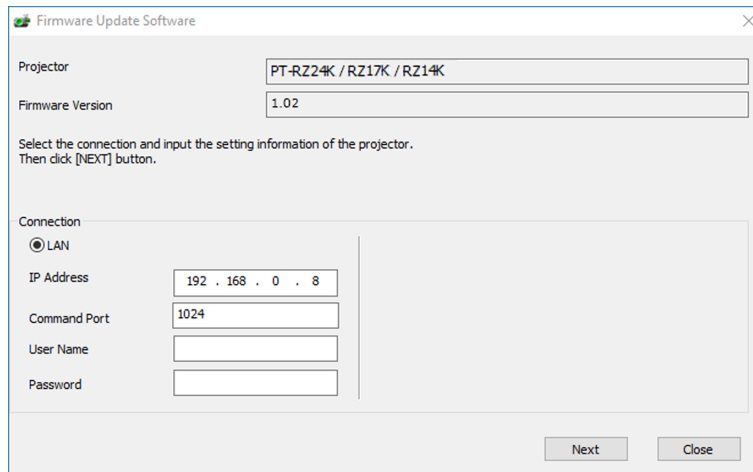 Firmware Update Software
Projector
PT-RZ24K / RZ17K / RZ14K
Firmware Version
1.02
Select the connection and input the setting information of the projector.
Then click [NEXT] button.
Connection
LAN
IP Address
192 . 168 . 0 . 8
Command Port
1024
User Name
Password
Next
Close